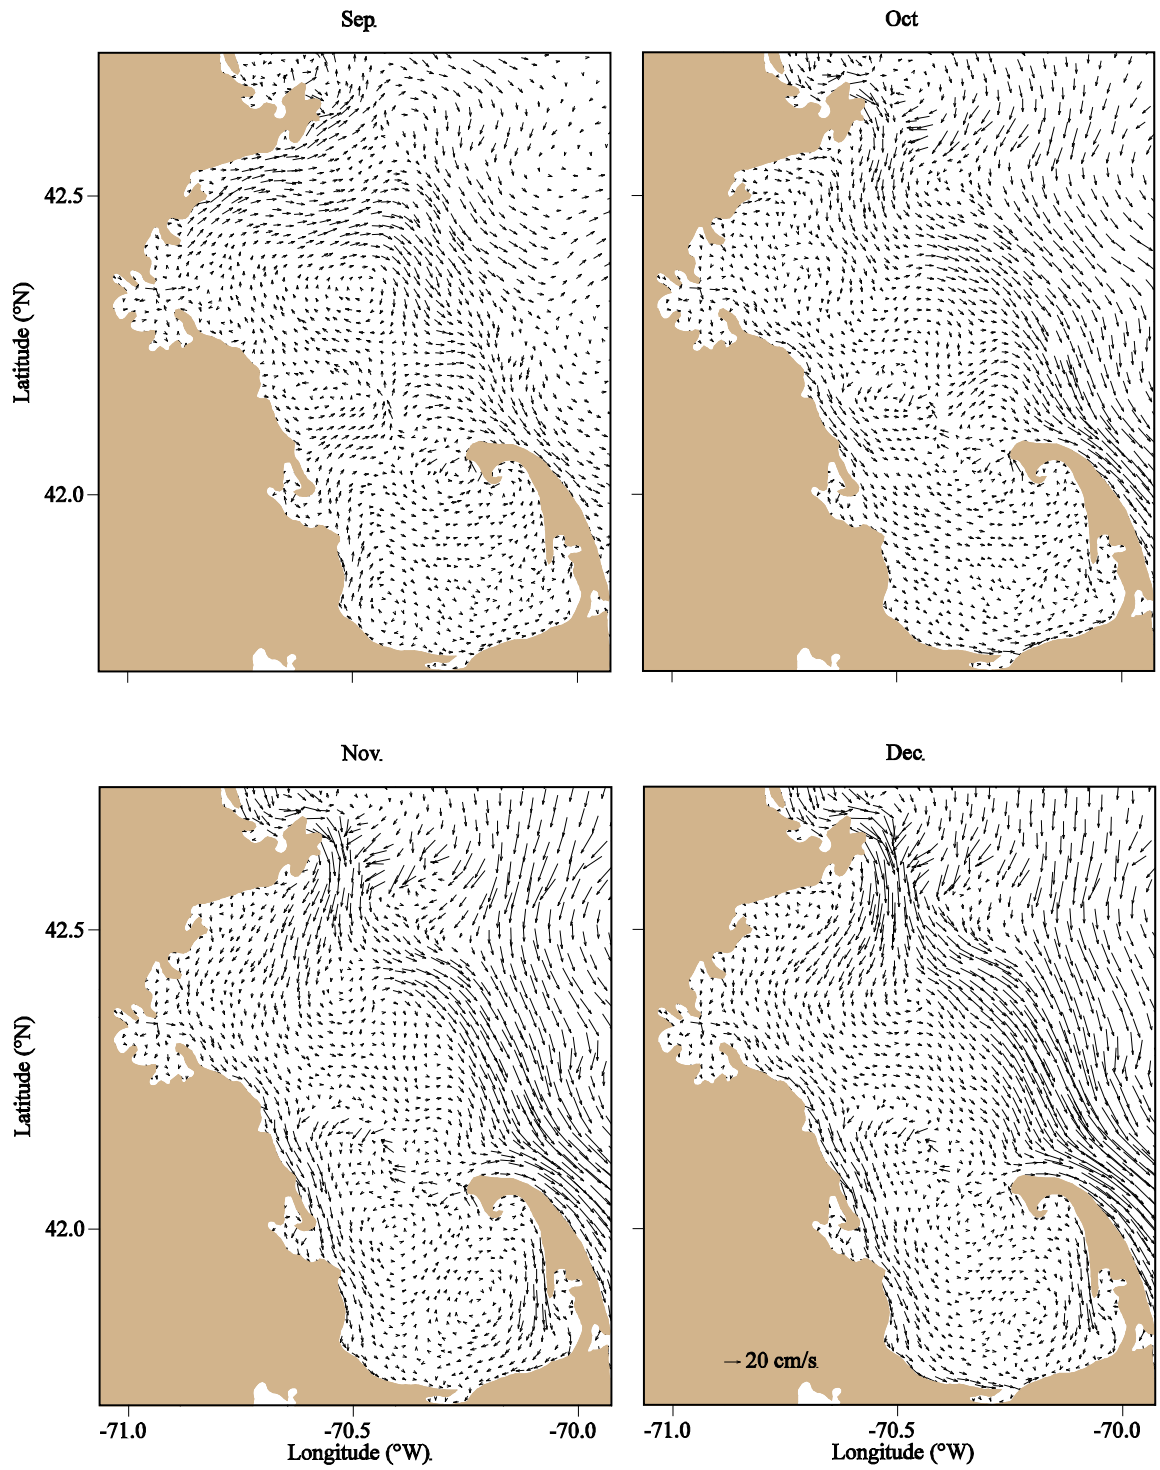 Sep.
Oct
42.5
42.0
Latitude (°N)
Nov.
Dec.
42.5
42.0
Latitude (°N)
20 cm/s.
-71.0
-70.5
-70.0
-71.0
-70.5
-70.0
Longitude (°W).
Longitude (°W)